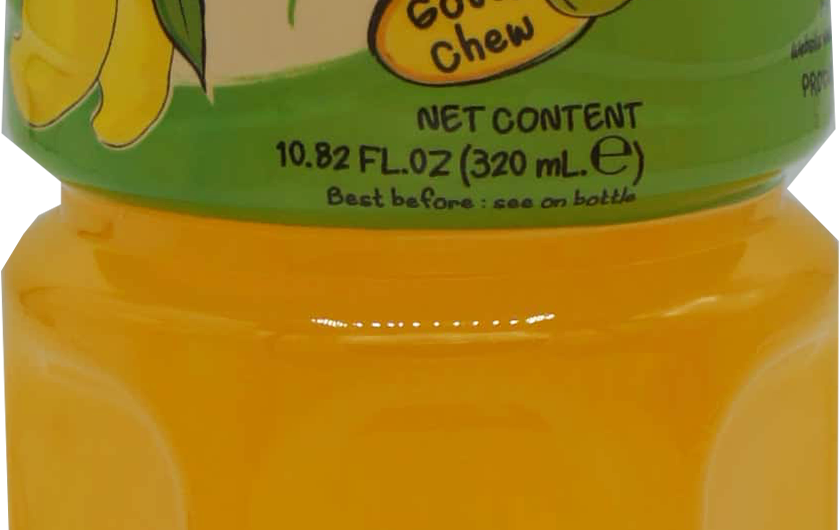 Chew
NET CONTENT
10.82 FL.OZ (320 mL.℮)
Best before : see on bottle